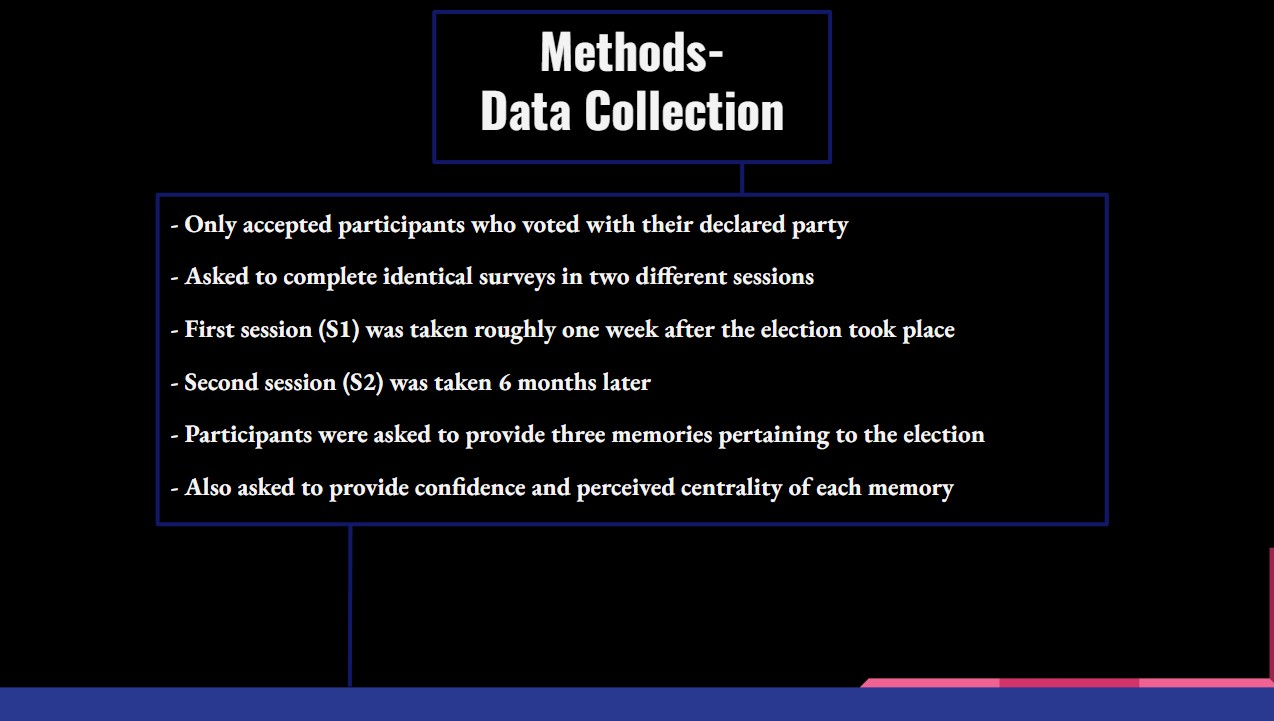 Methods-
Data Collection
- Only accepted participants who voted with their declared party
- Asked to complete identical surveys in two different sessions
- First session (S1) was taken roughly one week after the election took place
- Second session (S2) was taken 6 months later
- Participants were asked to provide three memories pertaining to the election
- Also asked to provide confidence and perceived centrality of each memory